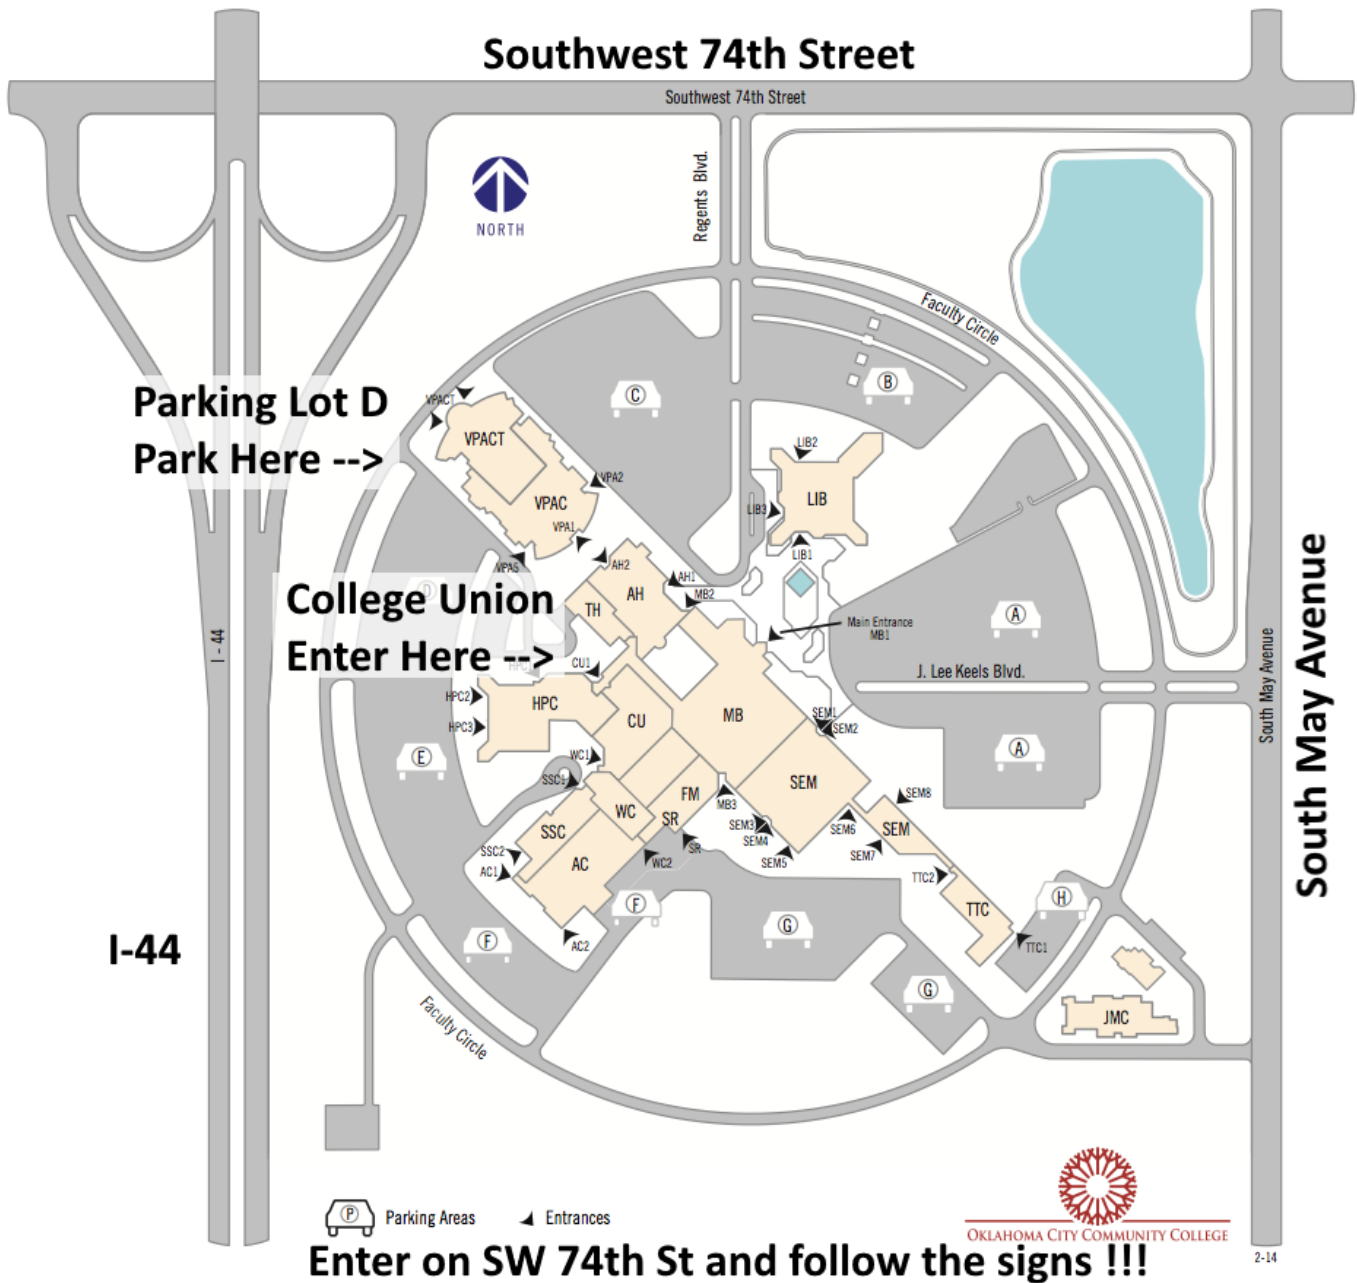 Southwest 74th Street
Southwest 74th Street
Regents Blvd.
NORTH
Faculty Circle
C
B
Parking Lot D
Park Here -->
VPACT
VPACT
VPA2
VPAC
VPA1
VPA5
LIB2
LIB
LIB3
LIB1
AH2
AH1
AH
MB2
TH
D
College Union
Enter Here -->
HPC1
CU1
Main Entrance
MB1
A
J. Lee Keels Blvd.
I - 44
South May Avenue
South May Avenue
HPC2
HPC
HPC3
CU
MB
SEM1
SEM2
E
WC1
SSC1
A
SEM
FM
MB3
SEM8
WC
SR
SEM3
SEM4
SEM6
SEM
SSC
SSC2
AC1
AC
WC2
SR
SEM5
SEM7
TTC2
TTC
H
TTC1
F
F
G
AC2
I-44
G
JMC
Faculty Circle
P
Parking Areas
Entrances
OKLAHOMA CITY COMMUNITY COLLEGE
2-14
Enter on SW 74th St and follow the signs !!!